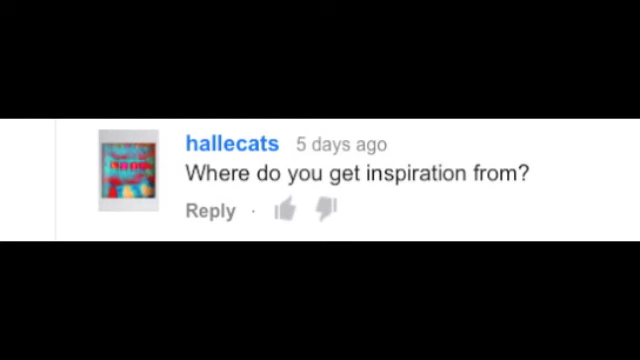 hallecats 5 days ago
Where do you get inspiration from?
Reply ·